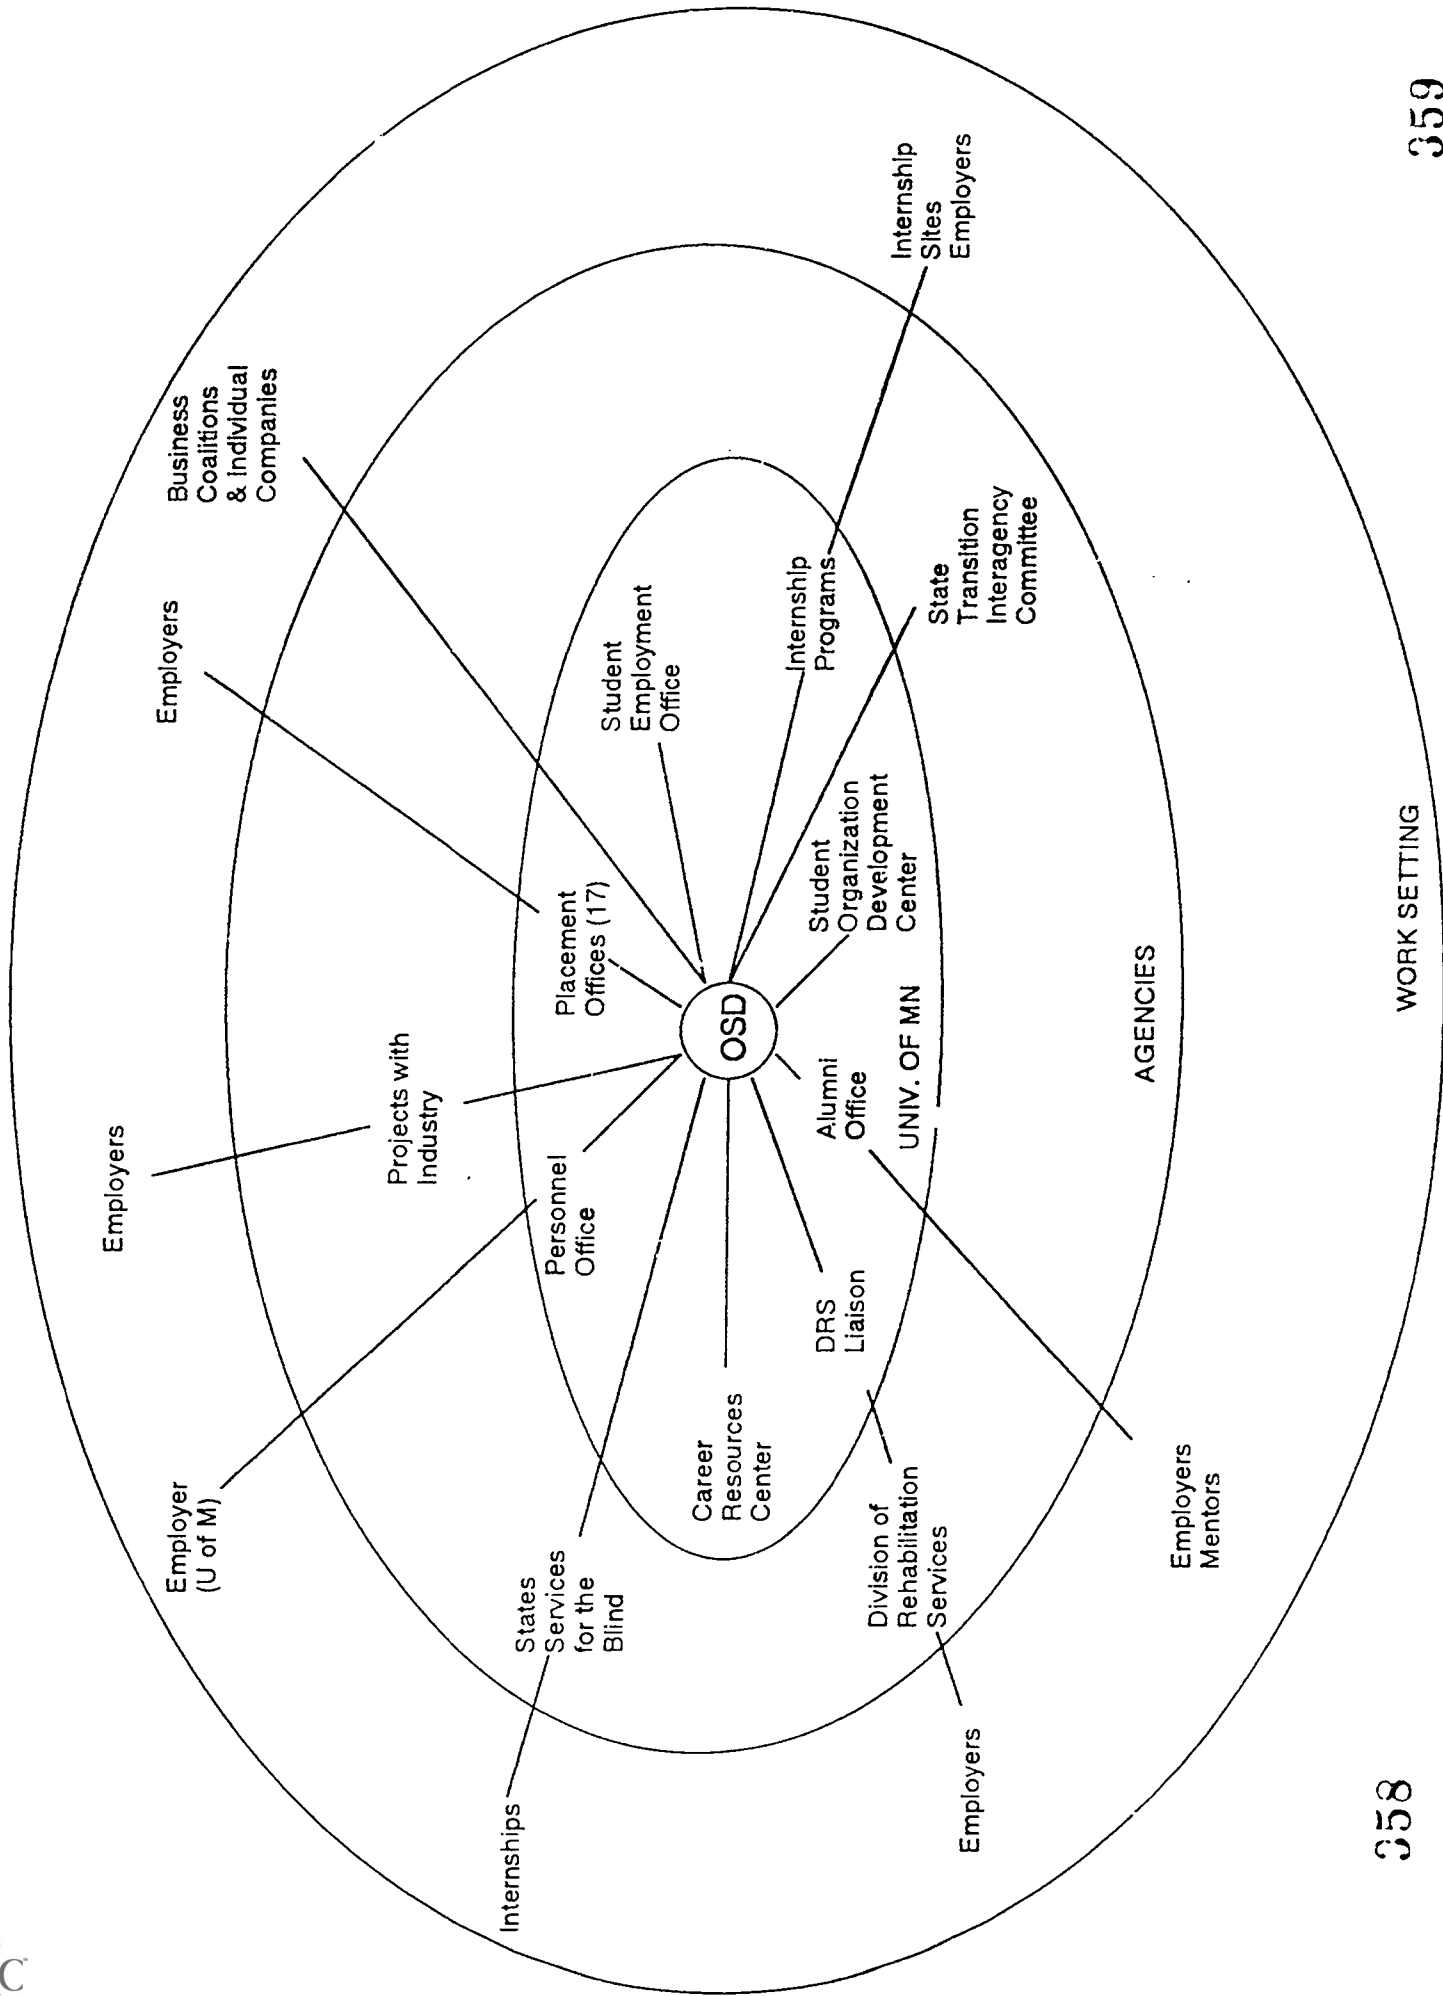 Employers
Employer
(U of M)
Employers
Business
Coalitions
& Individual
Companies
Projects with
Industry
Internships
States
Services
for the
Blind
Personnel
Office
Placement
Offices (17)
Student
Employment
Office
Career
Resources
Center
OSD
Internship
Programs
DRS
Liaison
Alumni
Office
Student
Organization
Development
Center
UNIV. OF MN
Division of
Rehabilitation
Services
State
Transition
Interagency
Committee
Internship
Sites
Employers
Employers
AGENCIES
Employers
Mentors
WORK SETTING
358
359
C